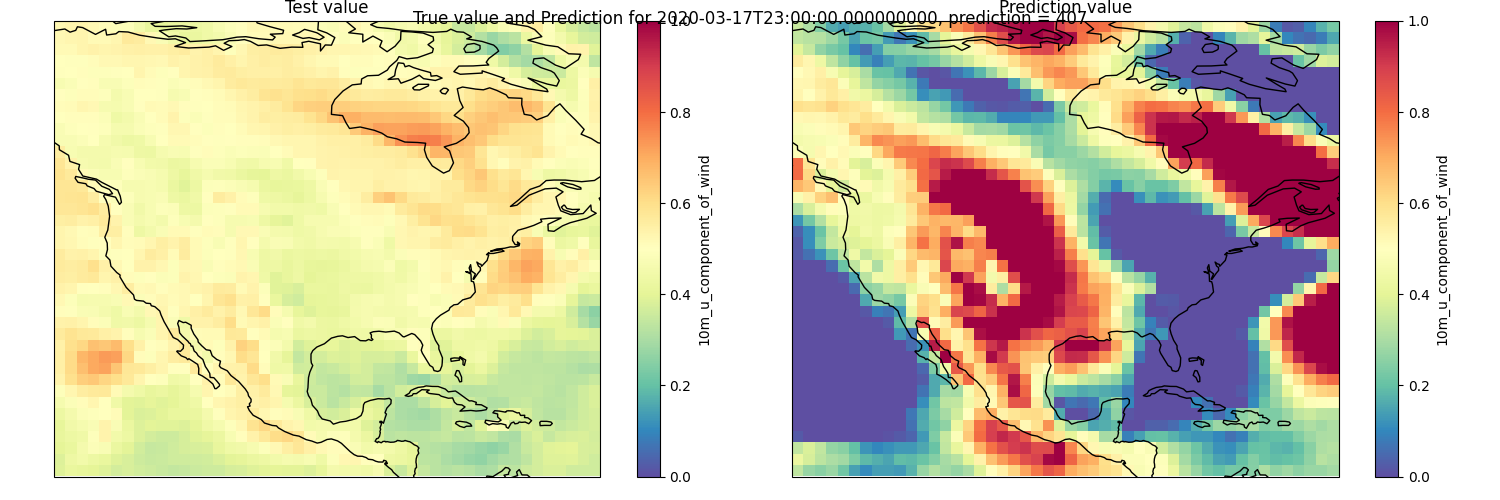 Test value
Prediction value
True value and Prediction for 2020-03-17T23:00:00.000000000, prediction = 407
1.0
0.8
0.6
0.4
0.2
0.0
10m_u_component_of_wind
1.0
0.8
0.6
0.4
0.2
0.0
10m_u_component_of_wind